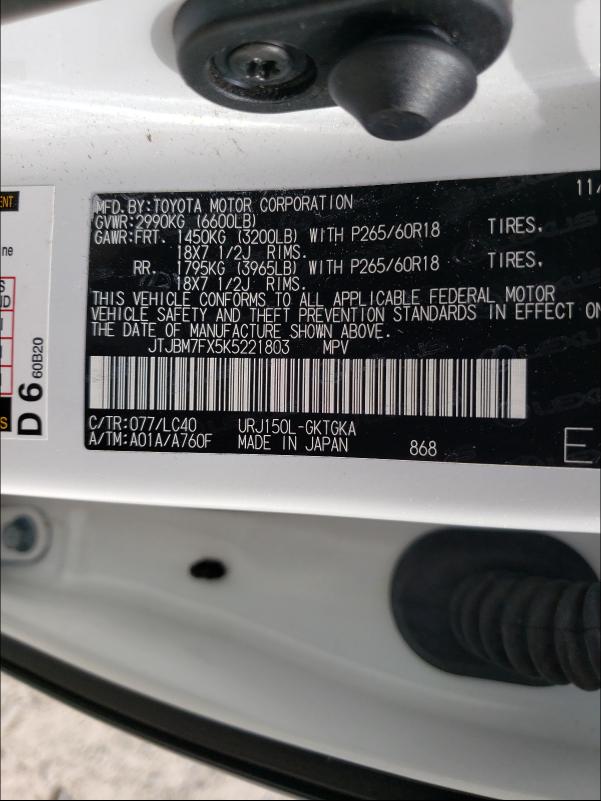 11/
MFD. BY:TOYOTA MOTOR CORPORATION
GVWR:2990KG (6600LB)
GAWR:FRT. 1450KG (3200LB) WITH P265/60R18 TIRES,
18X7 1/2J RIMS.
RR. 1795KG (3965LB) WITH P265/60R18 TIRES,
18X7 1/2J RIMS.
THIS VEHICLE CONFORMS TO ALL APPLICABLE FEDERAL MOTOR
VEHICLE SAFETY AND THEFT PREVENTION STANDARDS IN EFFECT ON
THE DATE OF MANUFACTURE SHOWN ABOVE.
JTJBM7FX5K5221803 MPV
C/TR:077/LC40 URJ150L-GKTGKA
A/TM:A01A/A760F MADE IN JAPAN 868
E
D 6 60B20